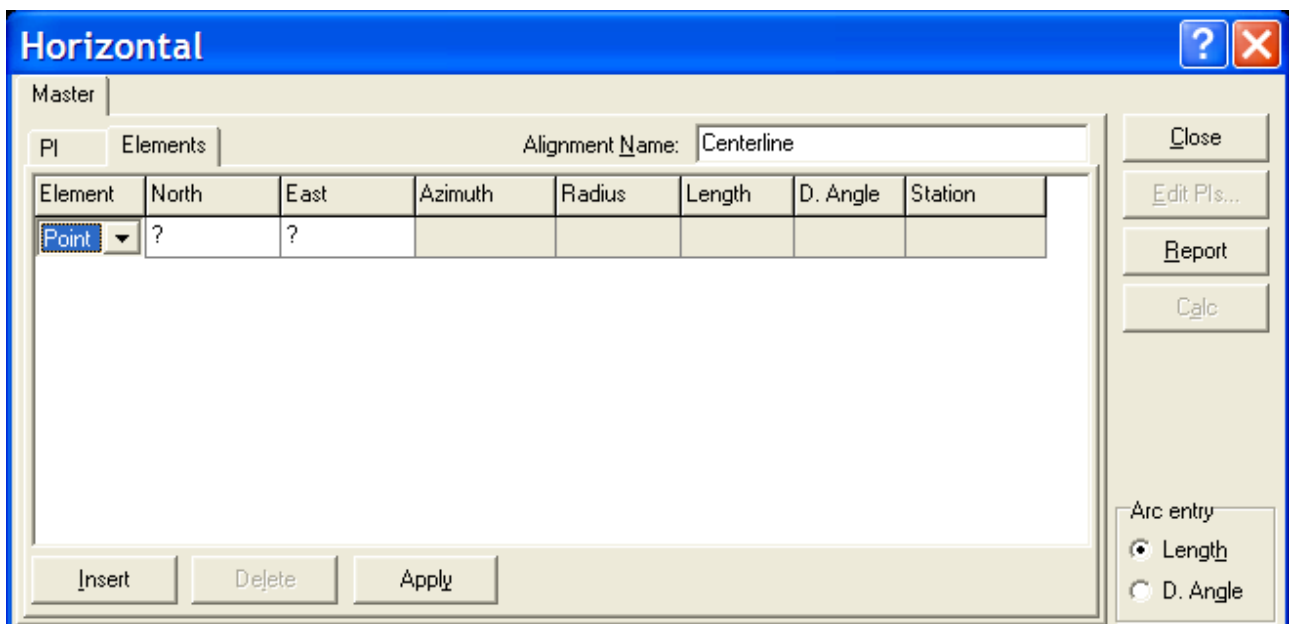 Horizontal
Master
PI Elements Alignment Name: Centerline
Element North East Azimuth Radius Length D. Angle Station
Point ? ?
Insert Delete Apply
Close
Edit PIs...
Report
Calc
Arc entry
Length
D. Angle